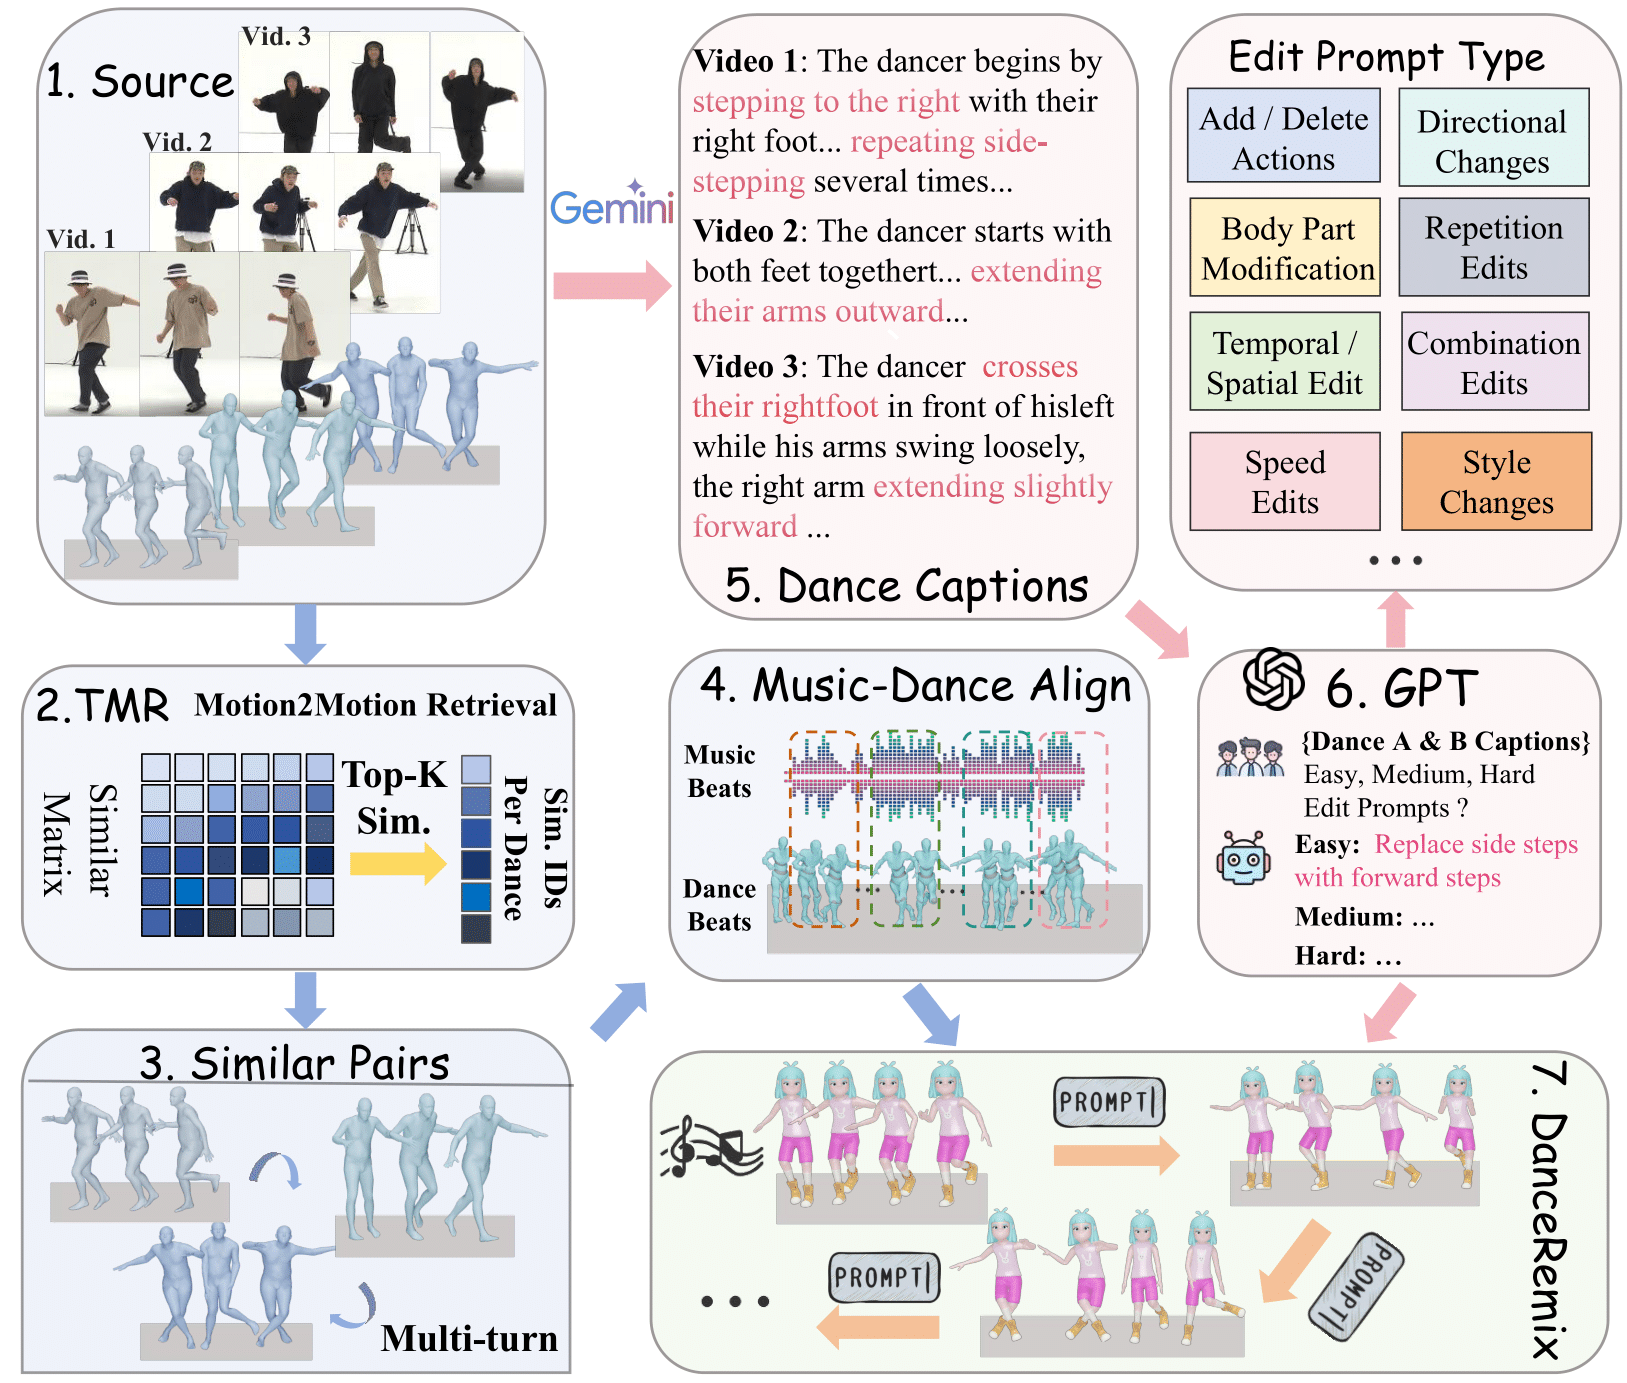 1. Source
Vid. 3
Vid. 2
Vid. 1
Gemini
Video 1: The dancer begins by
stepping to the right with their
right foot... repeating side-
stepping several times...
Video 2: The dancer starts with
both feet togethert... extending
their arms outward...
Video 3: The dancer crosses
their rightfoot in front of hisleft
while his arms swing loosely,
the right arm extending slightly
forward ...
5. Dance Captions
Edit Prompt Type
Add / Delete
Actions
Directional
Changes
Body Part
Modification
Repetition
Edits
Temporal /
Spatial Edit
Combination
Edits
Speed
Edits
Style
Changes
...
2.TMR
Motion2Motion Retrieval
Similar
Matrix
Top-K
Sim.
Sim. IDs
Per Dance
3. Similar Pairs
Multi-turn
4. Music-Dance Align
Music
Beats
Dance
Beats
...
...
...
6. GPT
{Dance A & B Captions}
Easy, Medium, Hard
Edit Prompts ?
Easy: Replace side steps
with forward steps
Medium: ...
Hard: ...
7. DanceRemix
PROMPT|
PROMPT|
PROMPT|
...